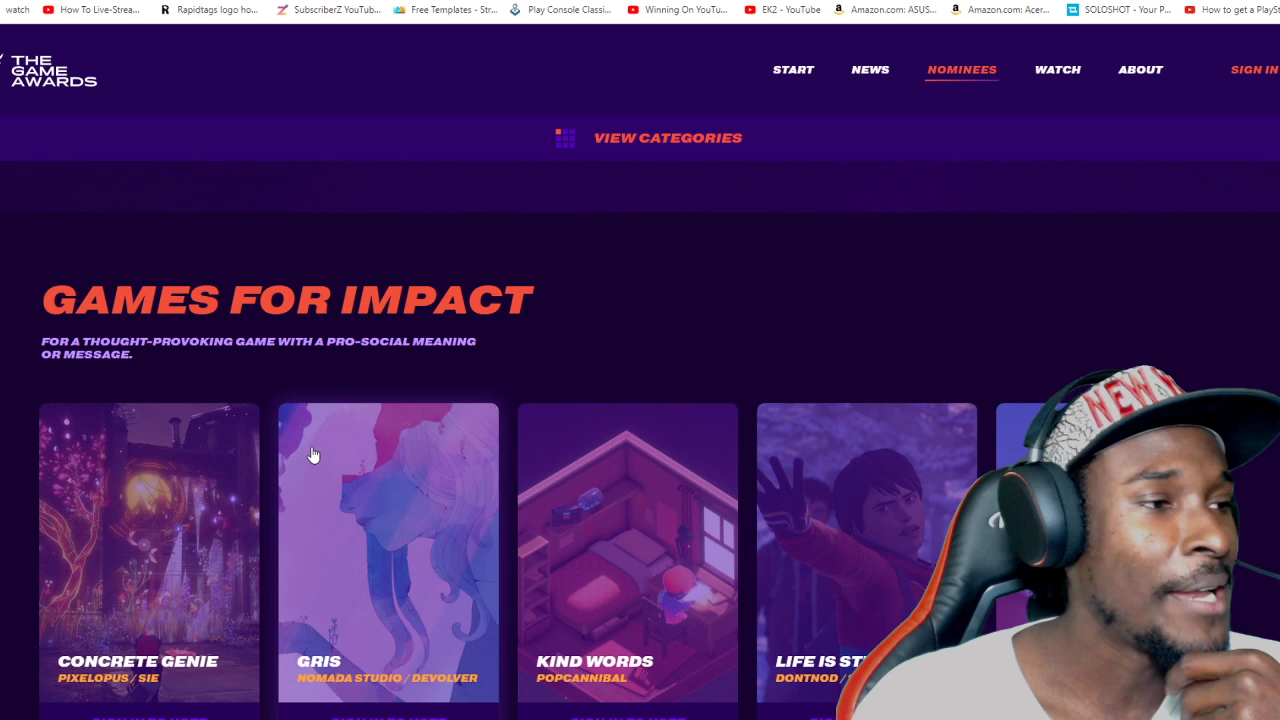 watch
How To Live-Strea...
Rapidtags logo ho...
SubscriberZ YouTub...
Free Templates - Str...
Play Console Classi...
Winning On YouTu...
EK2 - YouTube
Amazon.com: ASUS...
Amazon.com: Acer...
SOLOSHOT - Your P...
How to get a PlaySt
THE
GAME
AWARDS
START
NEWS
NOMINEES
WATCH
ABOUT
SIGN IN
VIEW CATEGORIES
GAMES FOR IMPACT
FOR A THOUGHT-PROVOKING GAME WITH A PRO-SOCIAL MEANING
OR MESSAGE.
CONCRETE GENIE
PIXELOPUS / SIE
GRIS
NOMADA STUDIO / DEVOLVER
KIND WORDS
POPCANNIBAL
LIFE IS ST
DONTNOD /
NEW